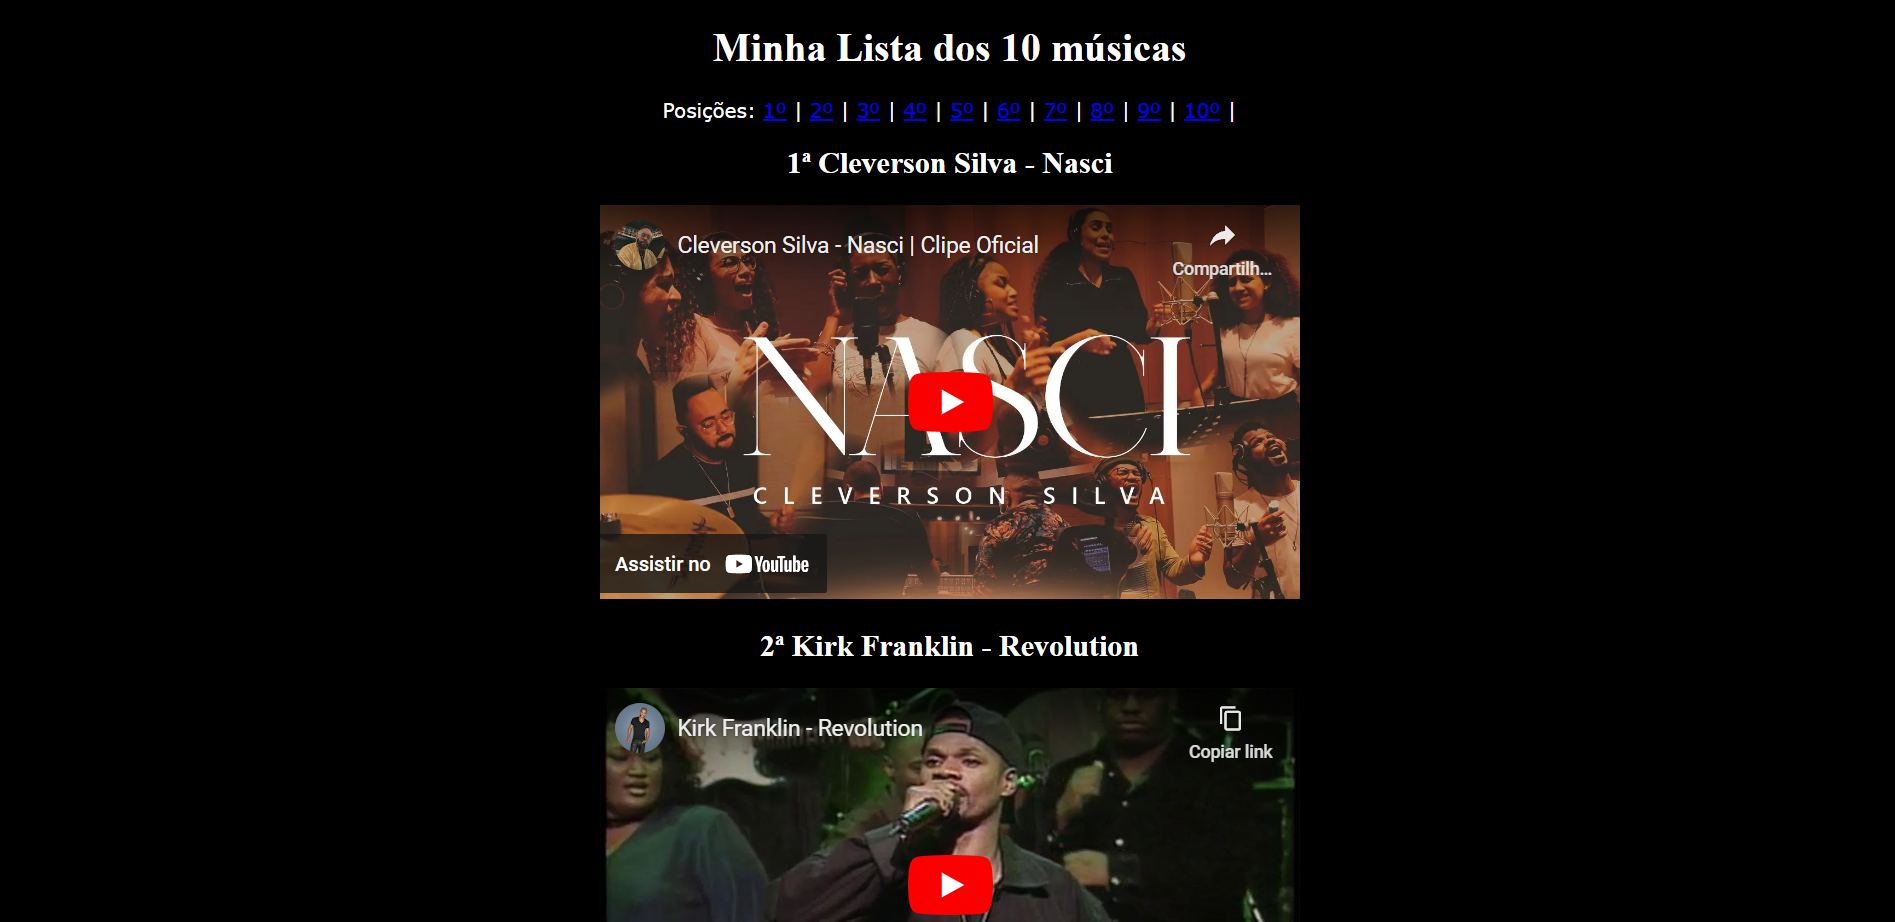 Minha Lista dos 10 músicas
Posições: 1º | 2º | 3º | 4º | 5º | 6º | 7º | 8º | 9º | 10º |
1ª Cleverson Silva - Nasci
Cleverson Silva - Nasci | Clipe Oficial
Compartilh...
NASCI
CLEVERSON SILVA
Assistir no YouTube
2ª Kirk Franklin - Revolution
Kirk Franklin - Revolution
Copiar link